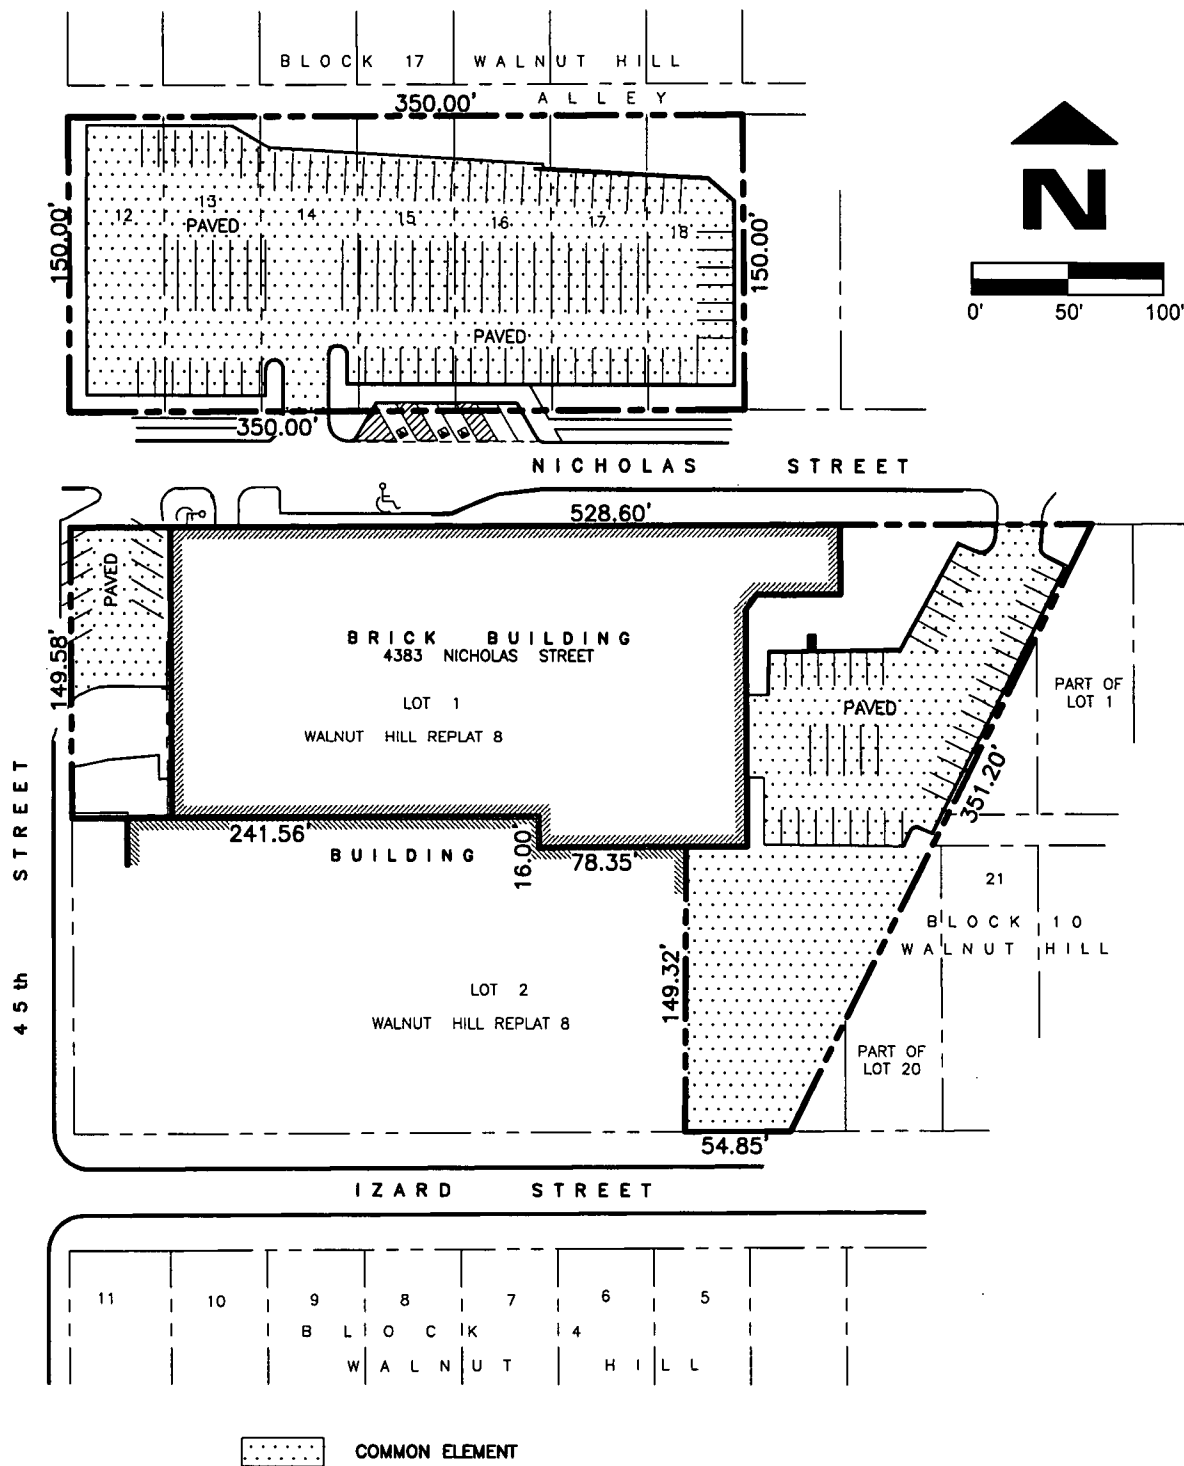 BLOCK 17 WALNUT HILL
350.00' ALLEY
N
0' 50' 100'
150.00'
12 13 14 15 16 17 18
PAVED
150.00'
PAVED
350.00'
NICHOLAS STREET
528.60'
PAVED
149.58'
BRICK BUILDING
4383 NICHOLAS STREET
LOT 1
WALNUT HILL REPLAT 8
PAVED
PART OF
LOT 1
351.20'
241.56'
16.00'
78.35'
BUILDING
45th STREET
21
BLOCK 10
WALNUT HILL
149.32'
LOT 2
WALNUT HILL REPLAT 8
PART OF
LOT 20
54.85'
IZARD STREET
11 10 9 8 7 6 5
BLOCK 4
WALNUT HILL
COMMON ELEMENT